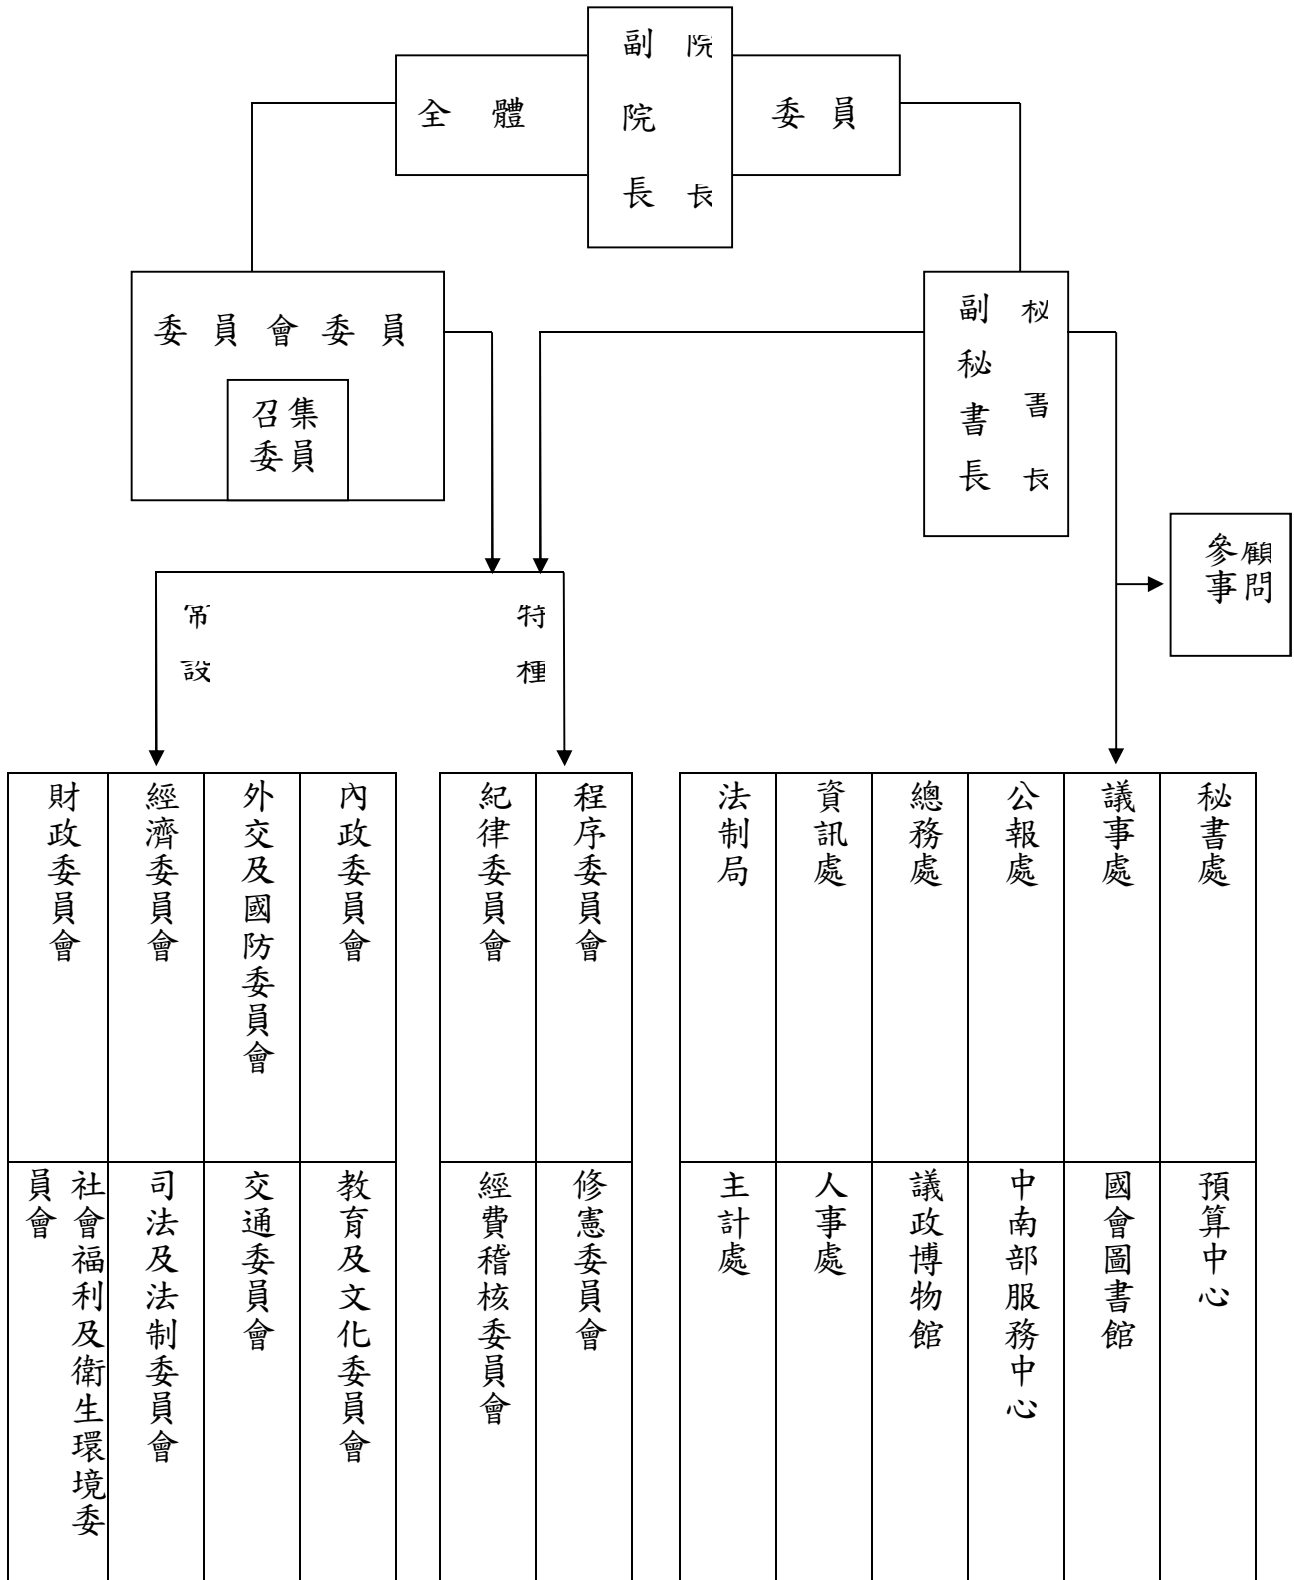 全體
院長
副院長
委員
委員會委員
召集
委員
秘書長
副秘書長
顧問
參事
常設
特種
內政委員會
外交及國防委員會
經濟委員會
財政委員會
教育及文化委員會
交通委員會
司法及法制委員會
社會福利及衛生環境委
員會
程序委員會
紀律委員會
修憲委員會
經費稽核委員會
秘書處
議事處
公報處
總務處
資訊處
法制局
預算中心
國會圖書館
中南部服務中心
議政博物館
人事處
主計處